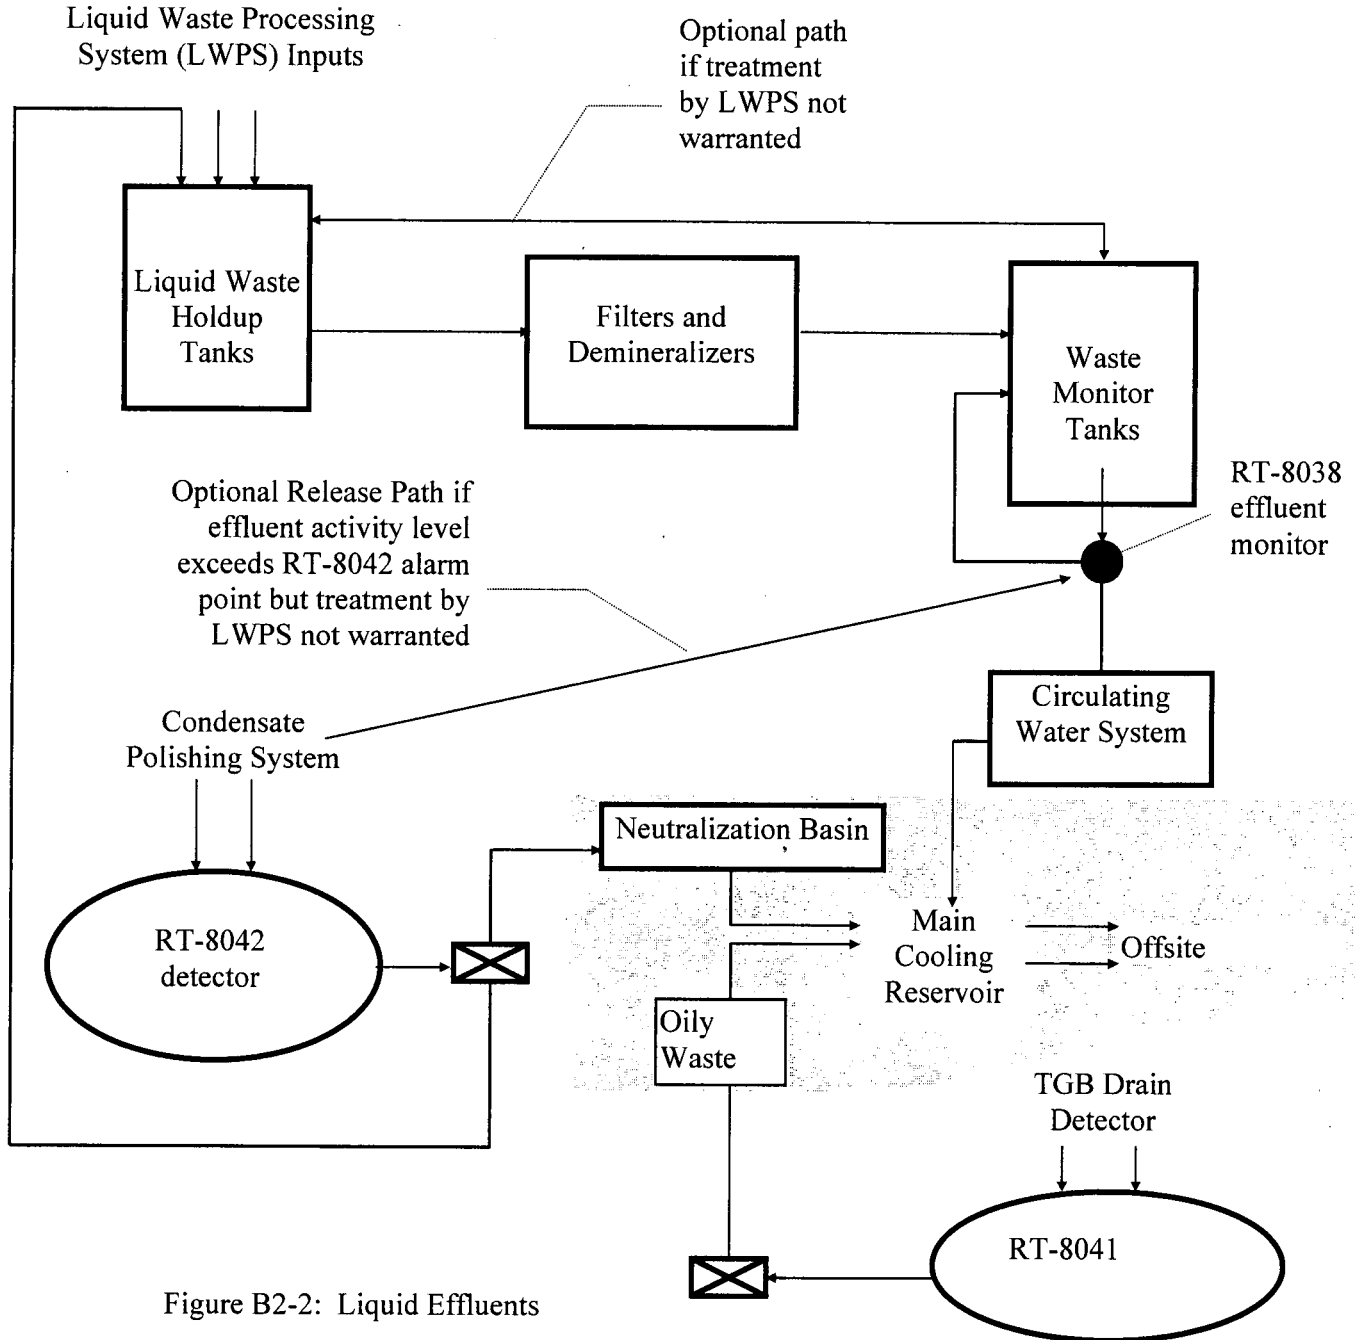 Liquid Waste Processing
System (LWPS) Inputs
Optional path
if treatment
by LWPS not
warranted
Liquid Waste
Holdup
Tanks
Filters and
Demineralizers
Waste
Monitor
Tanks
RT-8038
effluent
monitor
Optional Release Path if
effluent activity level
exceeds RT-8042 alarm
point but treatment by
LWPS not warranted
Circulating
Water System
Condensate
Polishing System
Neutralization Basin
RT-8042
detector
Main
Cooling
Reservoir
Offsite
Oily
Waste
TGB Drain
Detector
RT-8041
Figure B2-2: Liquid Effluents